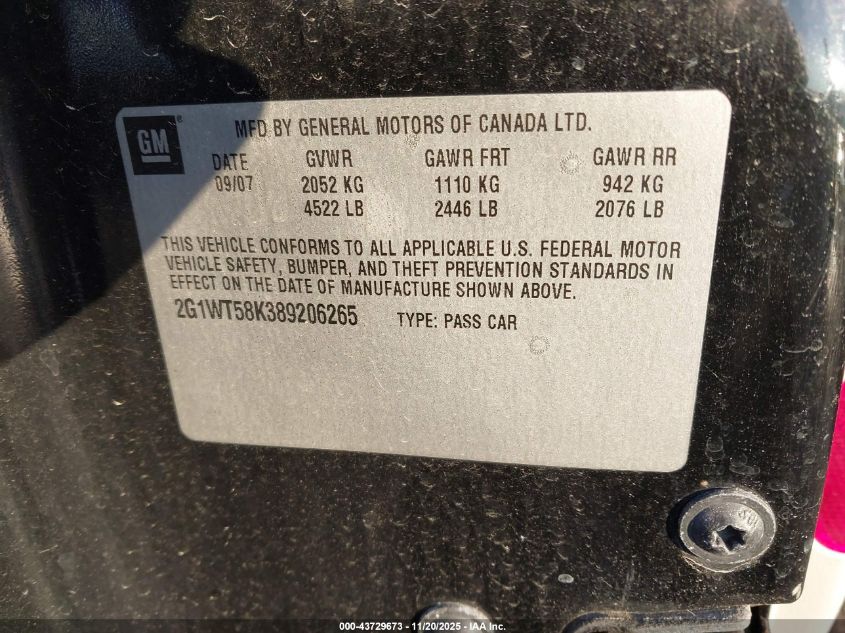 GM
MFD BY GENERAL MOTORS OF CANADA LTD.
DATE GVWR GAWR FRT GAWR RR
09/07 2052 KG 1110 KG 942 KG
4522 LB 2446 LB 2076 LB
THIS VEHICLE CONFORMS TO ALL APPLICABLE U.S. FEDERAL MOTOR
VEHICLE SAFETY, BUMPER, AND THEFT PREVENTION STANDARDS IN
EFFECT ON THE DATE OF MANUFACTURE SHOWN ABOVE.
2G1WT58K389206265 TYPE: PASS CAR
000-43729673 - 11/20/2025 - IAA Inc.